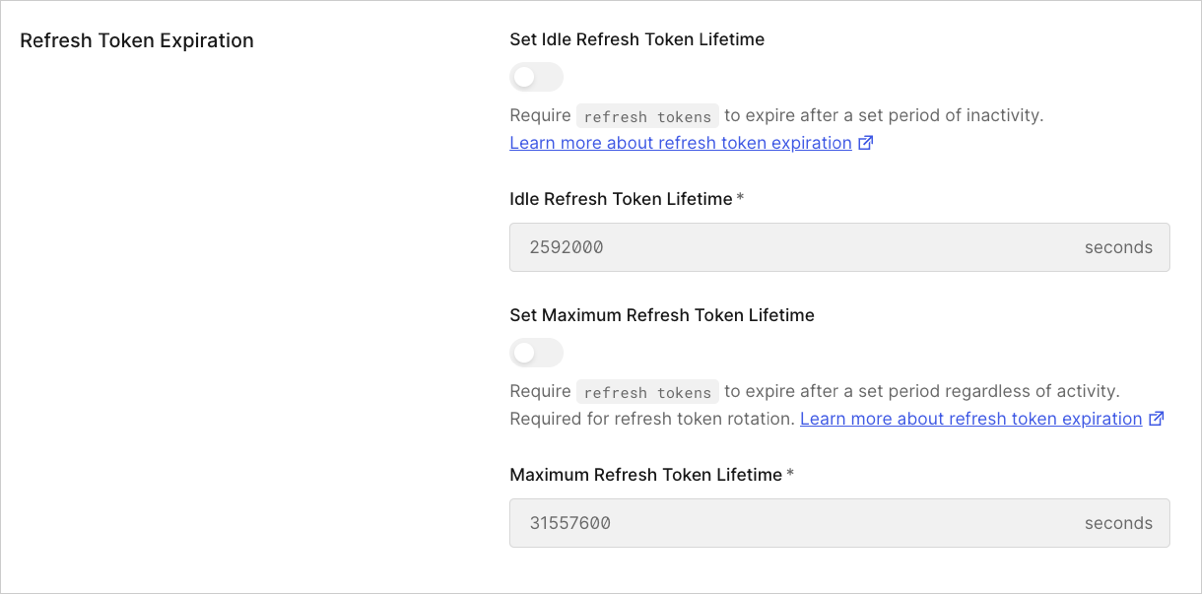 Refresh Token Expiration
Set Idle Refresh Token Lifetime
Require refresh tokens to expire after a set period of inactivity.
Learn more about refresh token expiration
Idle Refresh Token Lifetime *
2592000 seconds
Set Maximum Refresh Token Lifetime
Require refresh tokens to expire after a set period regardless of activity.
Required for refresh token rotation. Learn more about refresh token expiration
Maximum Refresh Token Lifetime *
31557600 seconds